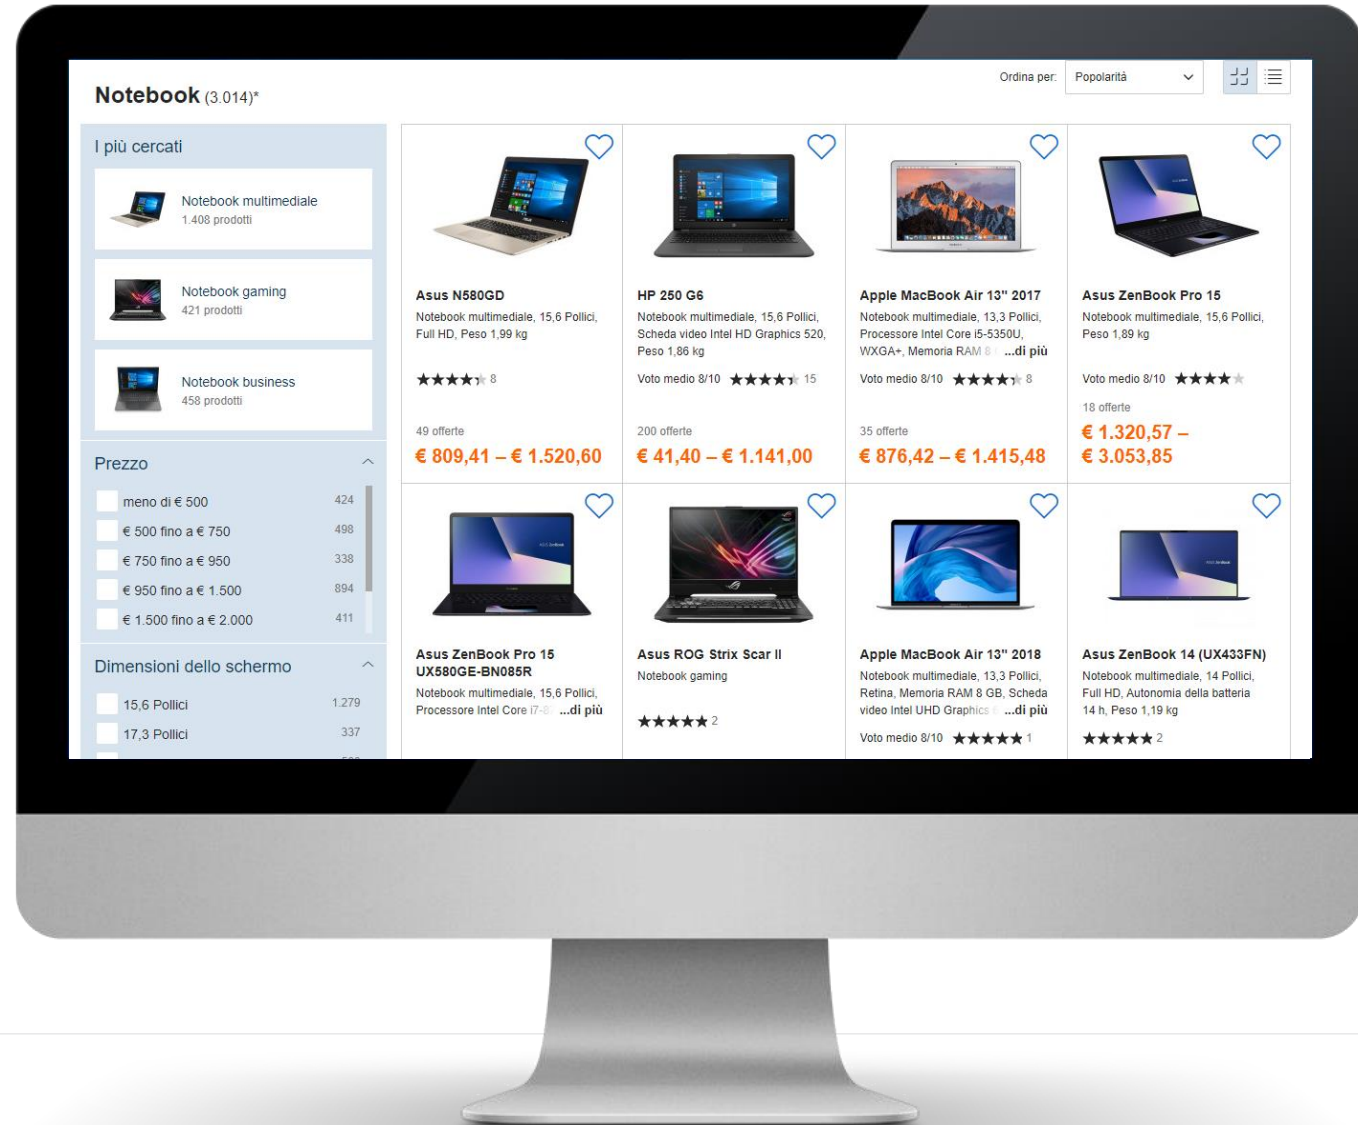 Notebook (3.014)*
Ordina per:
Popolarità
I più cercati
Notebook multimediale
1.408 prodotti
Notebook gaming
421 prodotti
Notebook business
458 prodotti
Prezzo
meno di € 500 424
€ 500 fino a € 750 498
€ 750 fino a € 950 338
€ 950 fino a € 1.500 894
€ 1.500 fino a € 2.000 411
Dimensioni dello schermo
15,6 Pollici 1.279
17,3 Pollici 337
Asus N580GD
Notebook multimediale, 15,6 Pollici,
Full HD, Peso 1,99 kg
8
49 offerte
€ 809,41 – € 1.520,60
HP 250 G6
Notebook multimediale, 15,6 Pollici,
Scheda video Intel HD Graphics 520,
Peso 1,86 kg
Voto medio 8/10 15
200 offerte
€ 41,40 – € 1.141,00
Apple MacBook Air 13" 2017
Notebook multimediale, 13,3 Pollici,
Processore Intel Core i5-5350U,
WXGA+, Memoria RAM 8 ...di più
Voto medio 8/10 8
35 offerte
€ 876,42 – € 1.415,48
Asus ZenBook Pro 15
Notebook multimediale, 15,6 Pollici,
Peso 1,89 kg
Voto medio 8/10
18 offerte
€ 1.320,57 –
€ 3.053,85
Asus ZenBook Pro 15
UX580GE-BN085R
Notebook multimediale, 15,6 Pollici,
Processore Intel Core i7-8 ...di più
Asus ROG Strix Scar II
Notebook gaming
2
Apple MacBook Air 13" 2018
Notebook multimediale, 13,3 Pollici,
Retina, Memoria RAM 8 GB, Scheda
video Intel UHD Graphics 6 ...di più
Voto medio 8/10 1
Asus ZenBook 14 (UX433FN)
Notebook multimediale, 14 Pollici,
Full HD, Autonomia della batteria
14 h, Peso 1,19 kg
2